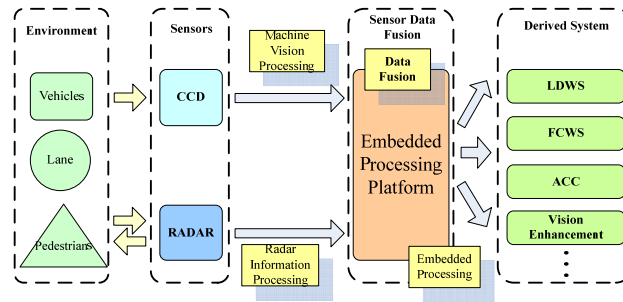 Environment
Sensors
Machine
Vision
Processing
Sensor Data
Fusion
Derived System
Vehicles
CCD
Data
Fusion
LDWS
Lane
Embedded
Processing
Platform
FCWS
ACC
Pedestrians
RADAR
Vision
Enhancement
Radar
Information
Processing
Embedded
Processing